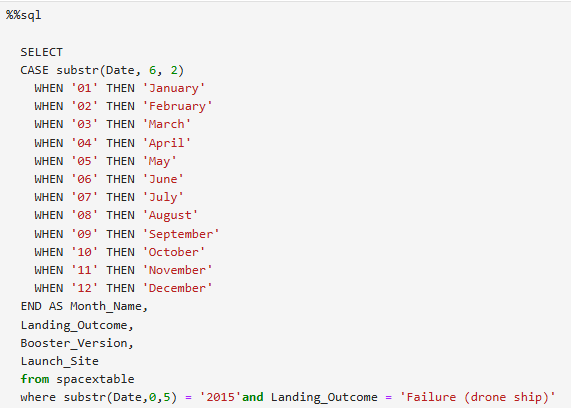 %%sql
SELECT
CASE substr(Date, 6, 2)
WHEN '01' THEN 'January'
WHEN '02' THEN 'February'
WHEN '03' THEN 'March'
WHEN '04' THEN 'April'
WHEN '05' THEN 'May'
WHEN '06' THEN 'June'
WHEN '07' THEN 'July'
WHEN '08' THEN 'August'
WHEN '09' THEN 'September'
WHEN '10' THEN 'October'
WHEN '11' THEN 'November'
WHEN '12' THEN 'December'
END AS Month_Name,
Landing_Outcome,
Booster_Version,
Launch_Site
from spacextable
where substr(Date,0,5) = '2015'and Landing_Outcome = 'Failure (drone ship)'